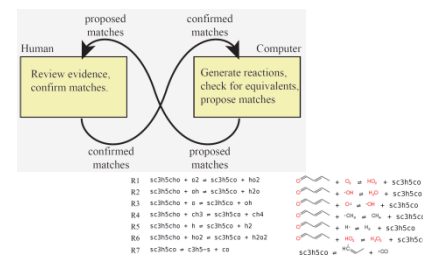 proposed
matches
confirmed
matches
Human
Computer
Review evidence,
confirm matches.
Generate reactions,
check for equivalents,
propose matches
confirmed
matches
proposed
matches
R1 sc3h5cho + o2 ⇌ sc3h5co + ho2
R2 sc3h5cho + oh ⇌ sc3h5co + h2o
R3 sc3h5cho + o ⇌ sc3h5co + oh
R4 sc3h5cho + ch3 ⇌ sc3h5co + ch4
R5 sc3h5cho + h ⇌ sc3h5co + h2
R6 sc3h5cho + ho2 ⇌ sc3h5co + h2o2
R7 sc3h5co ⇌ c3h5-s + co
O + O₂ ⇌ HO₂ + sc3h5co
O + ·OH ⇌ H₂O + sc3h5co
+ ⇌ ·OH + sc3h5co
O + ·CH₃ ⇌ CH₄ + sc3h5co
O + H· ⇌ H₂ + sc3h5co
O + HO₂ ⇌ H₂O₂ + sc3h5co
sc3h5co ⇌ + ·CO